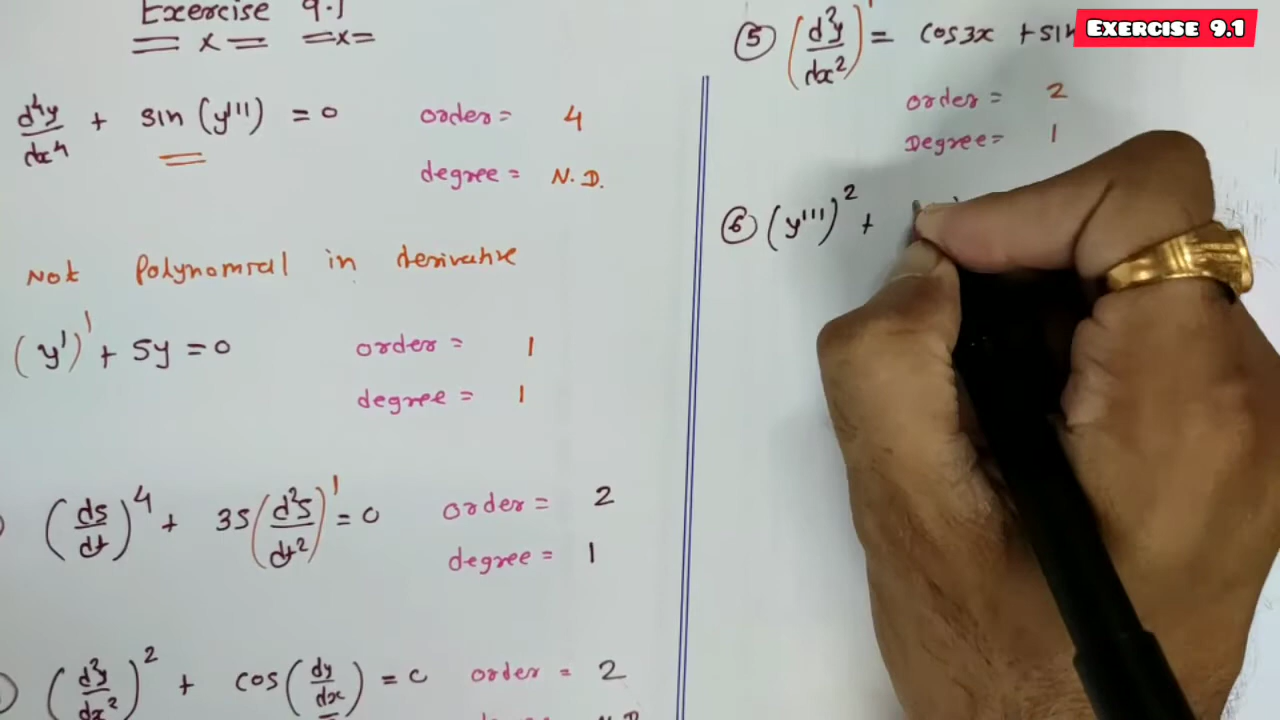 Exercise 9.1
d⁴y/dx⁴ + sin (y''') = 0 order = 4
degree = N.D.
Not Polynomial in derivative
(y')¹ + 5y = 0 order = 1
degree = 1
(ds/dt)⁴ + 3s(d²s/dt²)¹ = 0 order = 2
degree = 1
(d²y/dx²)² + cos(dy/dx) = 0 order = 2
N.D.
⑤ (d²y/dx²)¹ = cos3x + sin
order = 2
Degree = 1
⑥ (y''')² +
EXERCISE 9.1